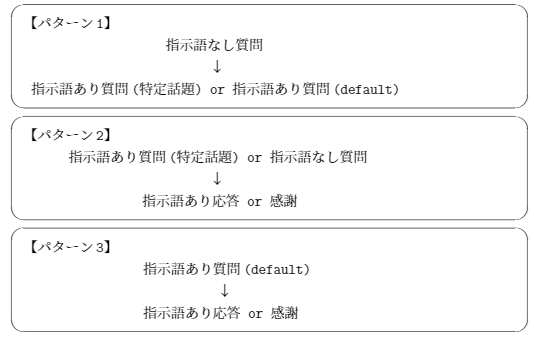 【パターン1】
指示語なし質問
↓
指示語あり質問(特定話題) or 指示語あり質問(default)
【パターン2】
指示語あり質問(特定話題) or 指示語なし質問
↓
指示語あり応答 or 感謝
【パターン3】
指示語あり質問(default)
↓
指示語あり応答 or 感謝